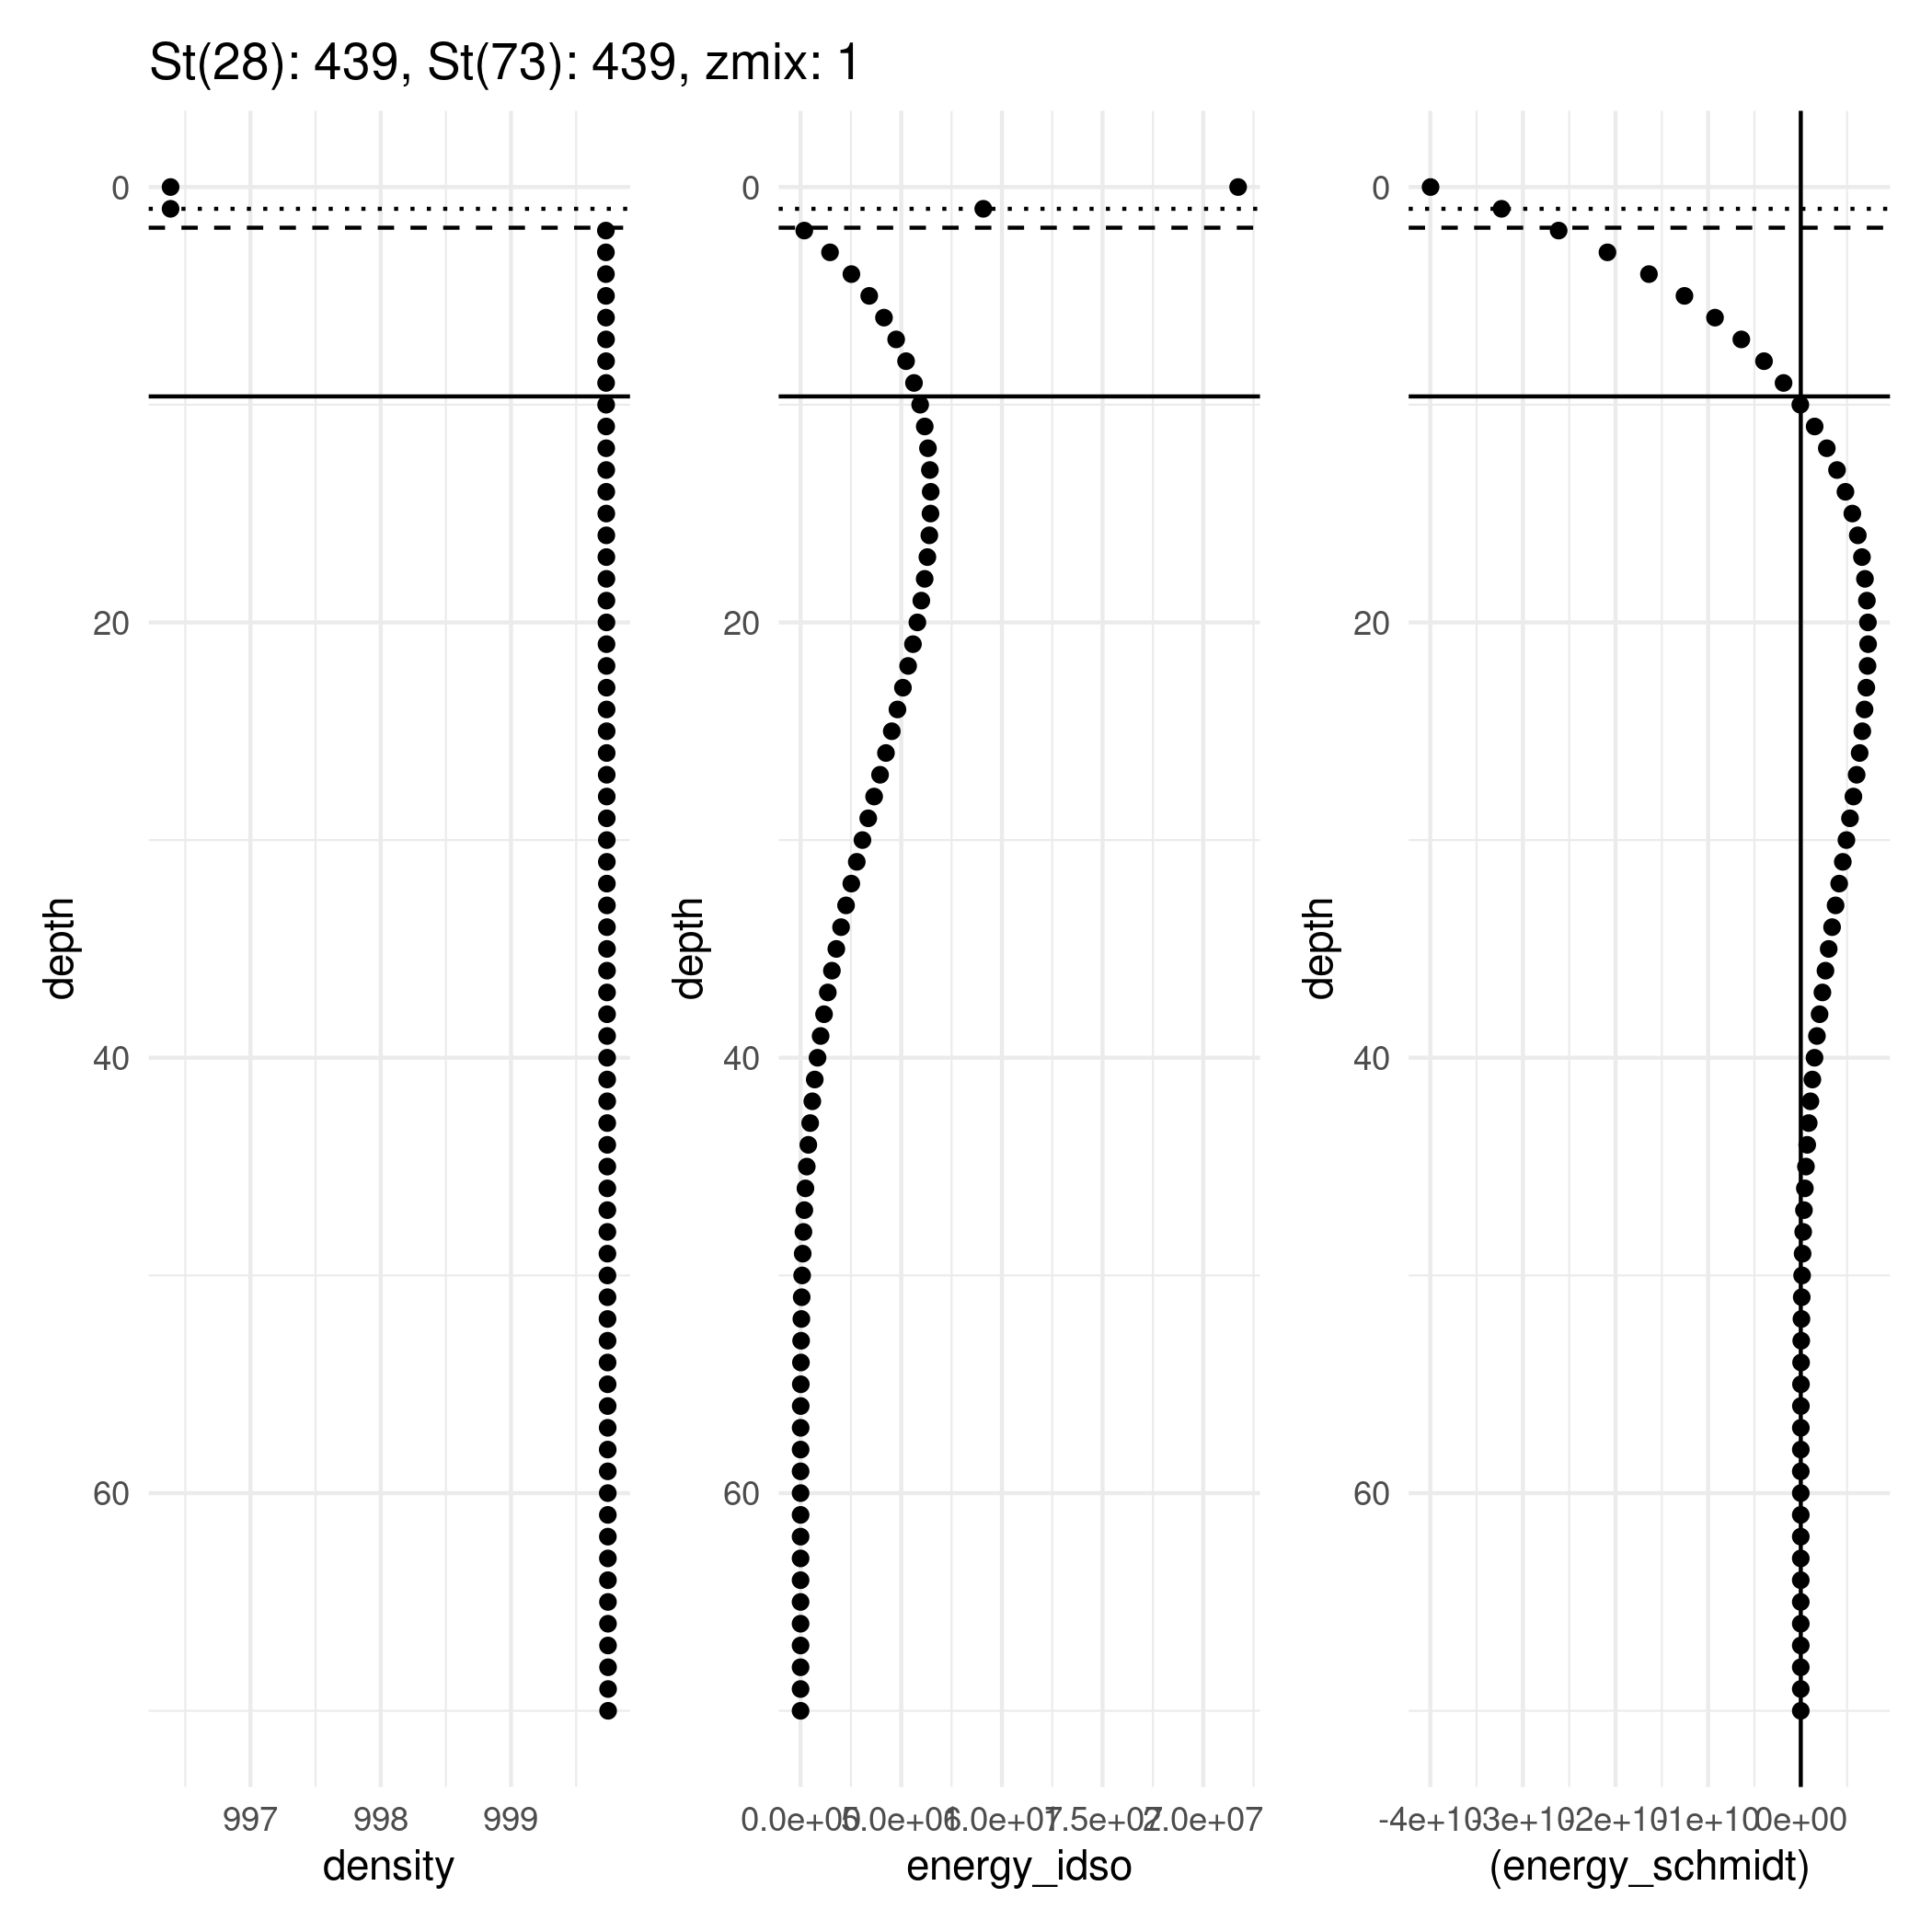 St(28): 439, St(73): 439, zmix: 1
0
20
40
60
depth
997 998 999
density
0
20
40
60
depth
0.0e+00 5.0e+06 1.0e+07 1.5e+07 2.0e+07
energy_idso
0
20
40
60
depth
-4e+10 -3e+10 -2e+10 -1e+10 0e+00
(energy_schmidt)